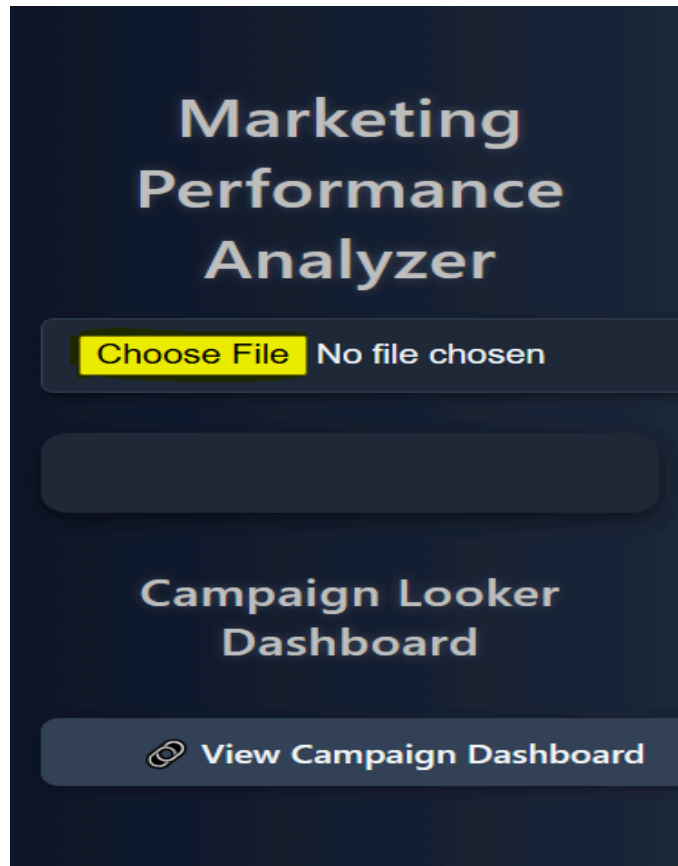 Marketing
Performance
Analyzer
Choose File No file chosen
Campaign Looker
Dashboard
View Campaign Dashboard